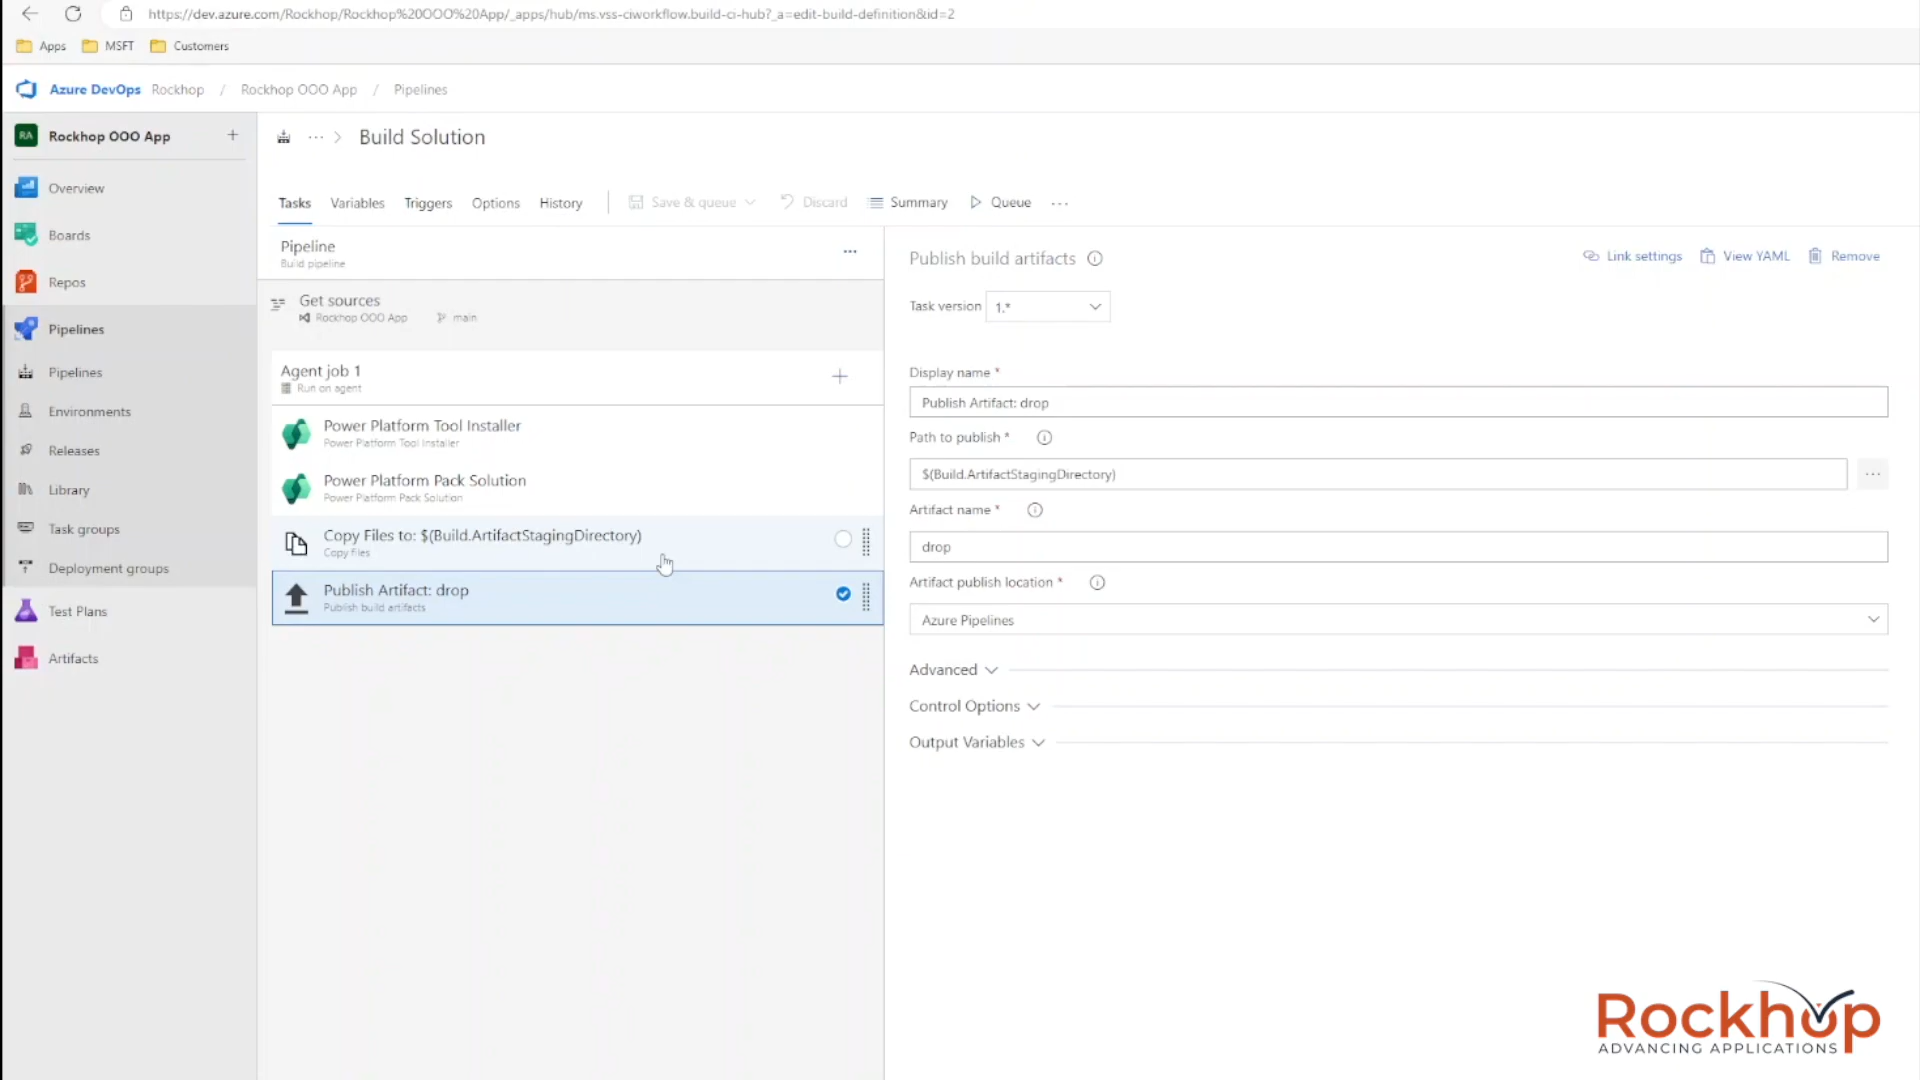 https://dev.azure.com/Rockhop/Rockhop%20OOO%20App/_apps/hub/ms.vss-ciworkflow.build-ci-hub?_a=edit-build-definition&id=2
Apps MSFT Customers
Azure DevOps Rockhop / Rockhop OOO App / Pipelines
RA Rockhop OOO App +
Overview
Boards
Repos
Pipelines
Pipelines
Environments
Releases
Library
Task groups
Deployment groups
Test Plans
Artifacts
... > Build Solution
Tasks Variables Triggers Options History Save & queue Discard Summary Queue ...
Pipeline
Build pipeline
...
Get sources
Rockhop OOO App main
Agent job 1
Run on agent
+
Power Platform Tool Installer
Power Platform Tool Installer
Power Platform Pack Solution
Power Platform Pack Solution
Copy Files to: $(Build.ArtifactStagingDirectory)
Copy files
Publish Artifact: drop
Publish build artifacts
Publish build artifacts
Link settings View YAML Remove
Task version 1.*
Display name *
Publish Artifact: drop
Path to publish *
$(Build.ArtifactStagingDirectory)
...
Artifact name *
drop
Artifact publish location *
Azure Pipelines
Advanced
Control Options
Output Variables
Rockhop
ADVANCING APPLICATIONS